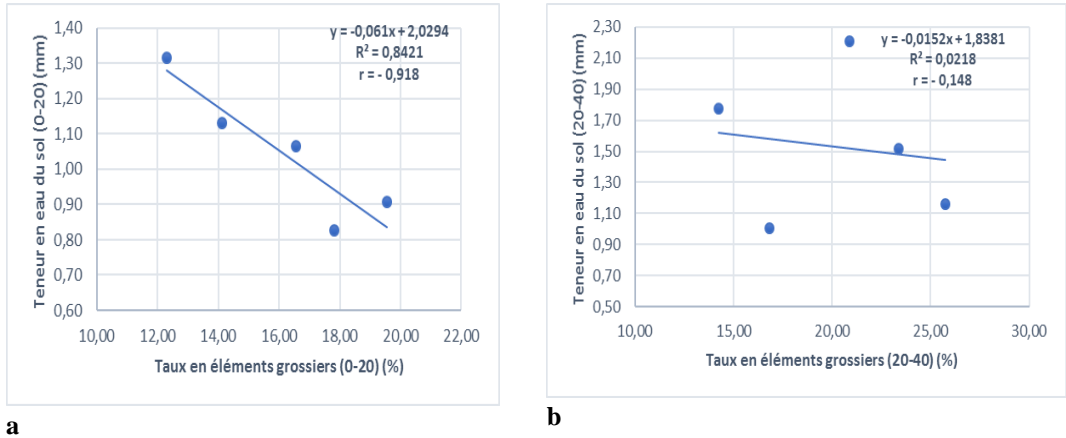 1,40
1,30
1,20
1,10
1,00
0,90
0,80
0,70
0,60
Teneur en eau du sol (0-20) (mm)
y = -0,061x + 2,0294
R² = 0,8421
r = - 0,918
10,00 12,00 14,00 16,00 18,00 20,00 22,00
Taux en éléments grossiers (0-20) (%)
a
2,30
2,10
1,90
1,70
1,50
1,30
1,10
0,90
0,70
0,50
Teneur en eau du sol (20-40) (mm)
y = -0,0152x + 1,8381
R² = 0,0218
r = - 0,148
10,00 15,00 20,00 25,00 30,00
Taux en éléments grossiers (20-40) (%)
b